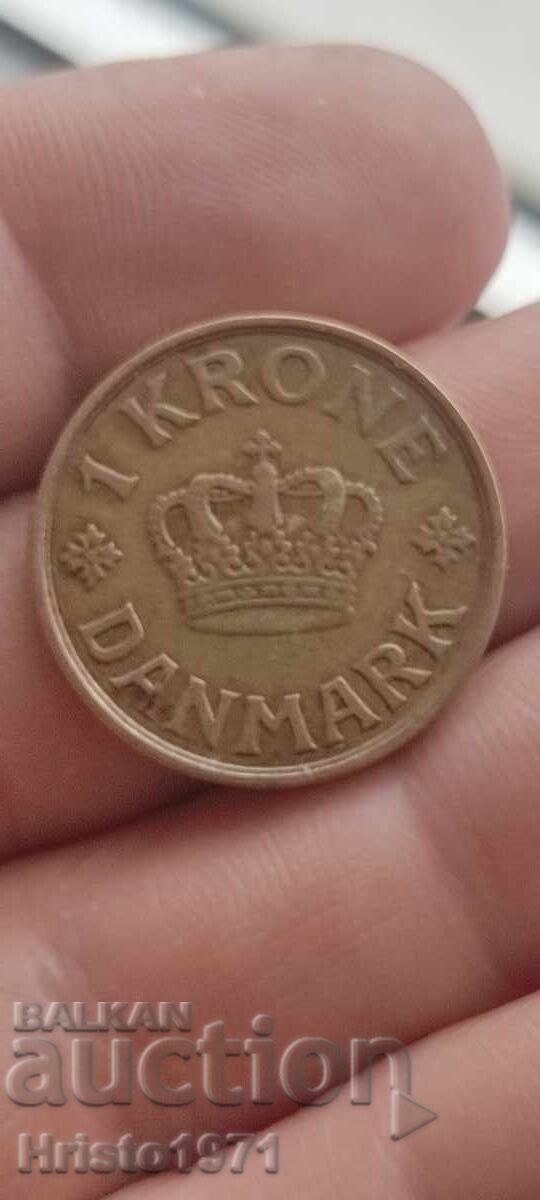 1 KRONE
DANMARK
BALKAN
auction
Hristo1971